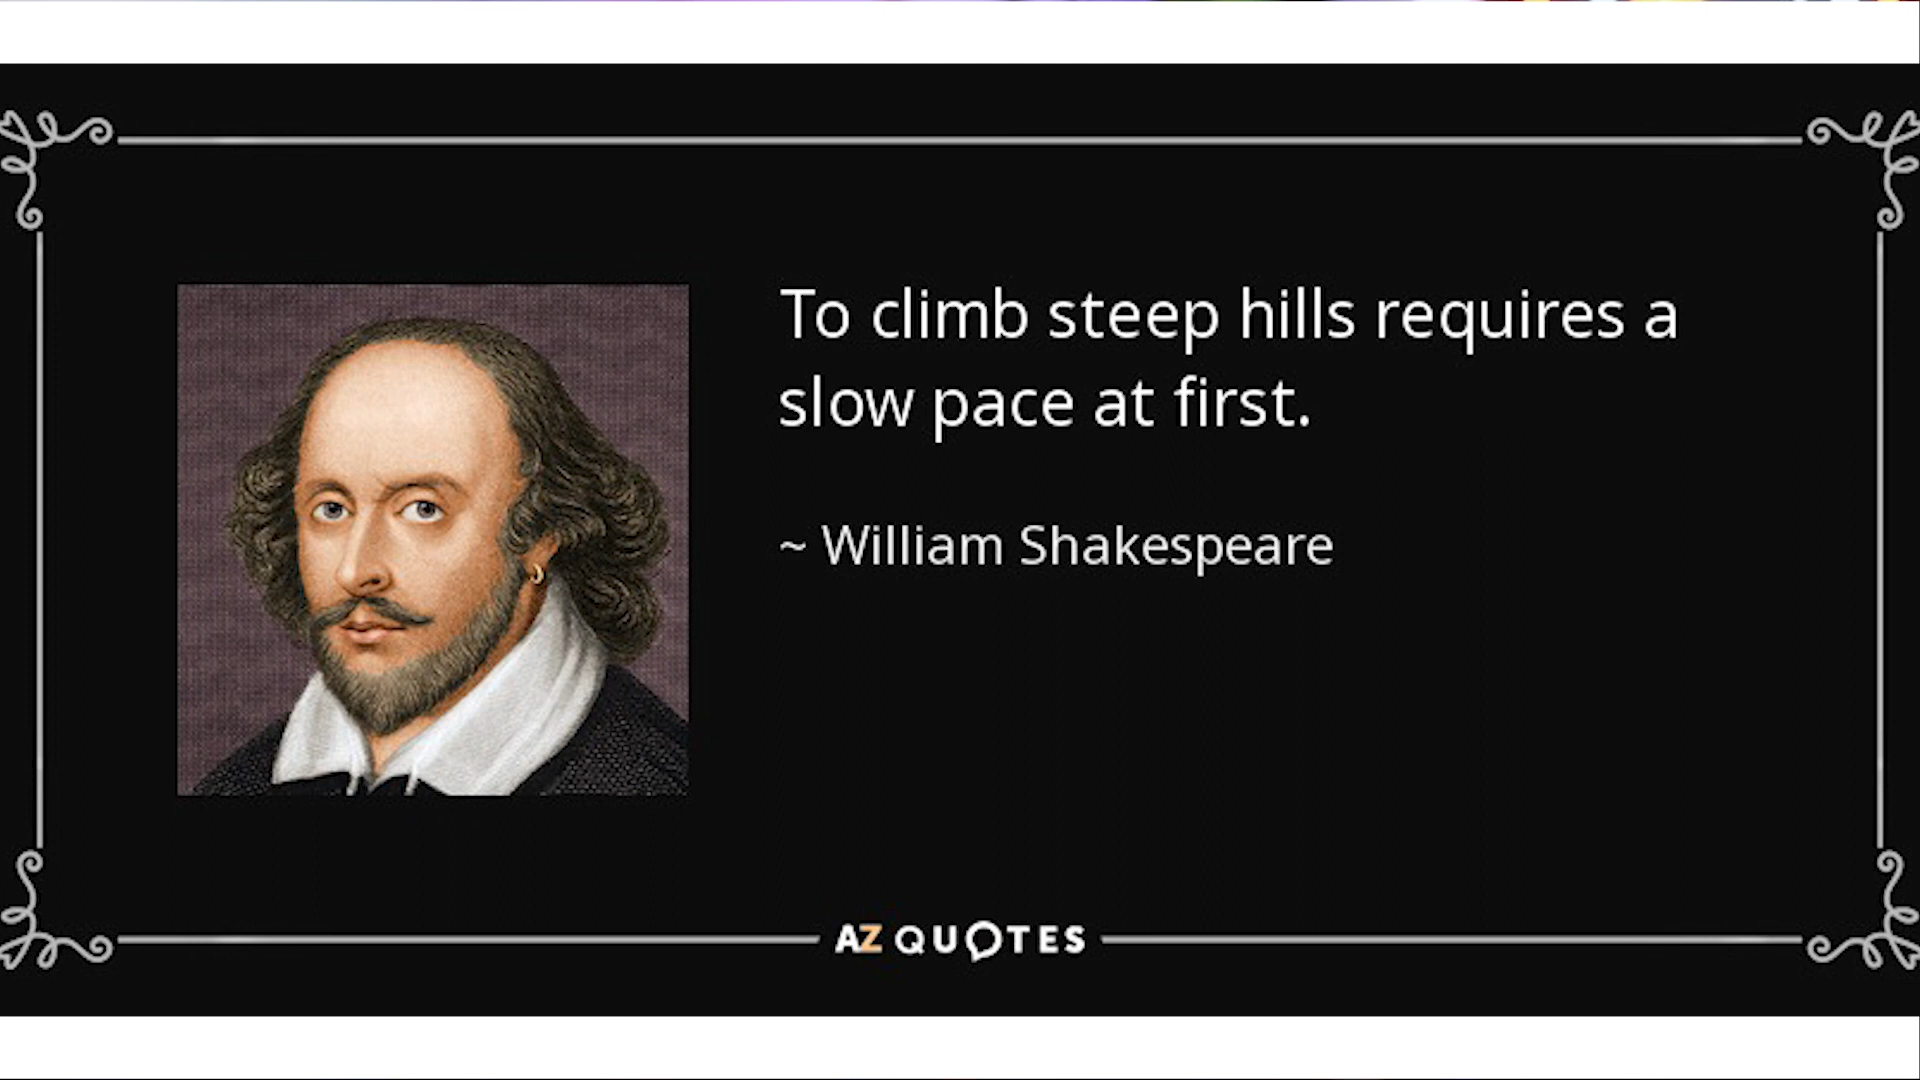 To climb steep hills requires a
slow pace at first.
~ William Shakespeare
AZ QUOTES